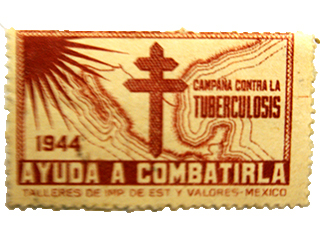 CAMPAÑA CONTRA LA
TUBERCULOSIS
1944
AYUDA A COMBATIRLA
TALLERES DE IMP. DE EST. Y VALORES-MEXICO